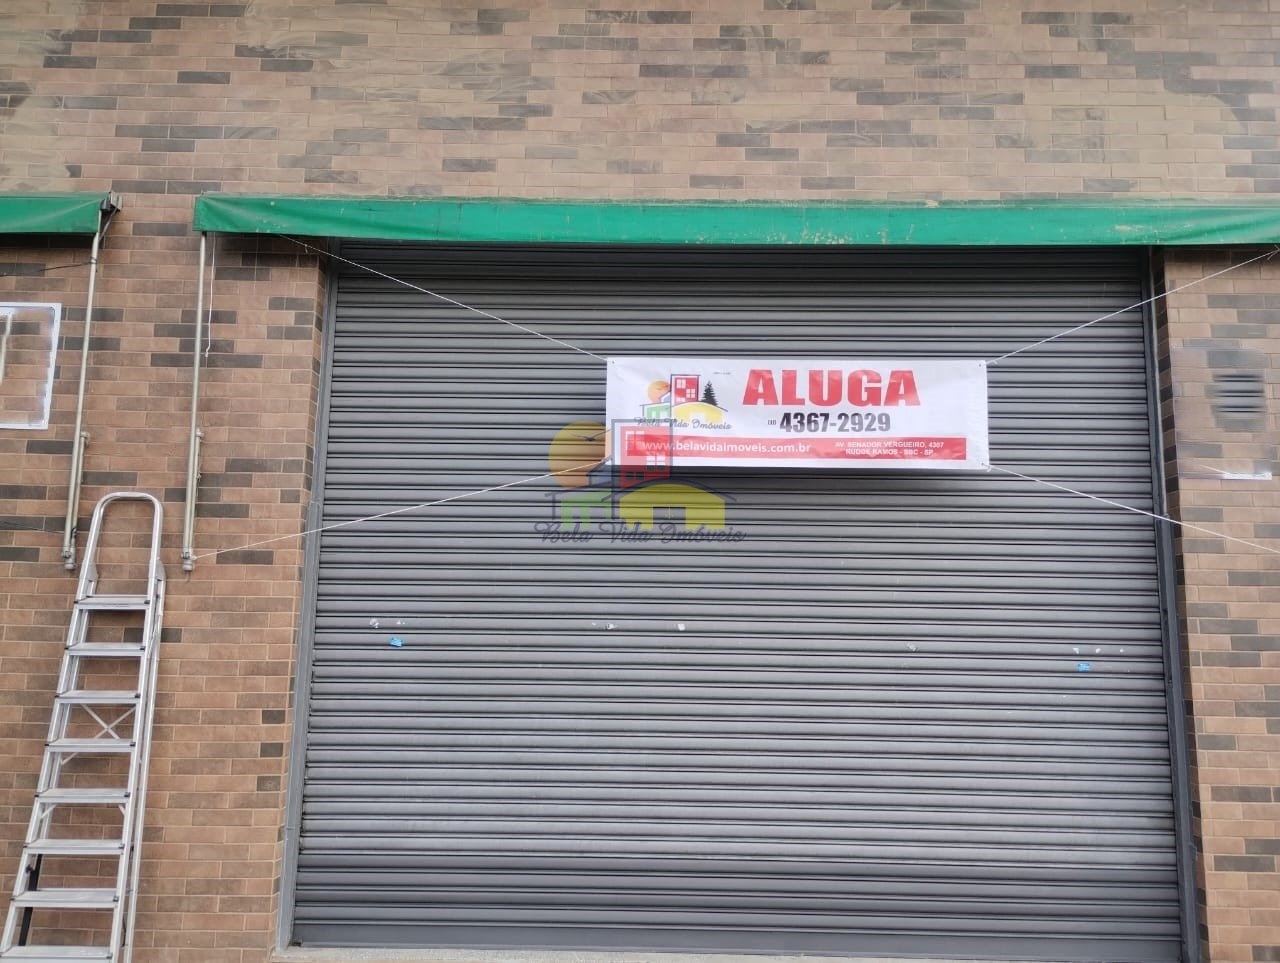 ALUGA
Bela Vida Imóveis
(11) 4367-2929
www.belavidaimoveis.com.br
AV. SENADOR VERGUEIRO, 4367
RUDGE RAMOS - SBC - SP
Bela Vida Imóveis